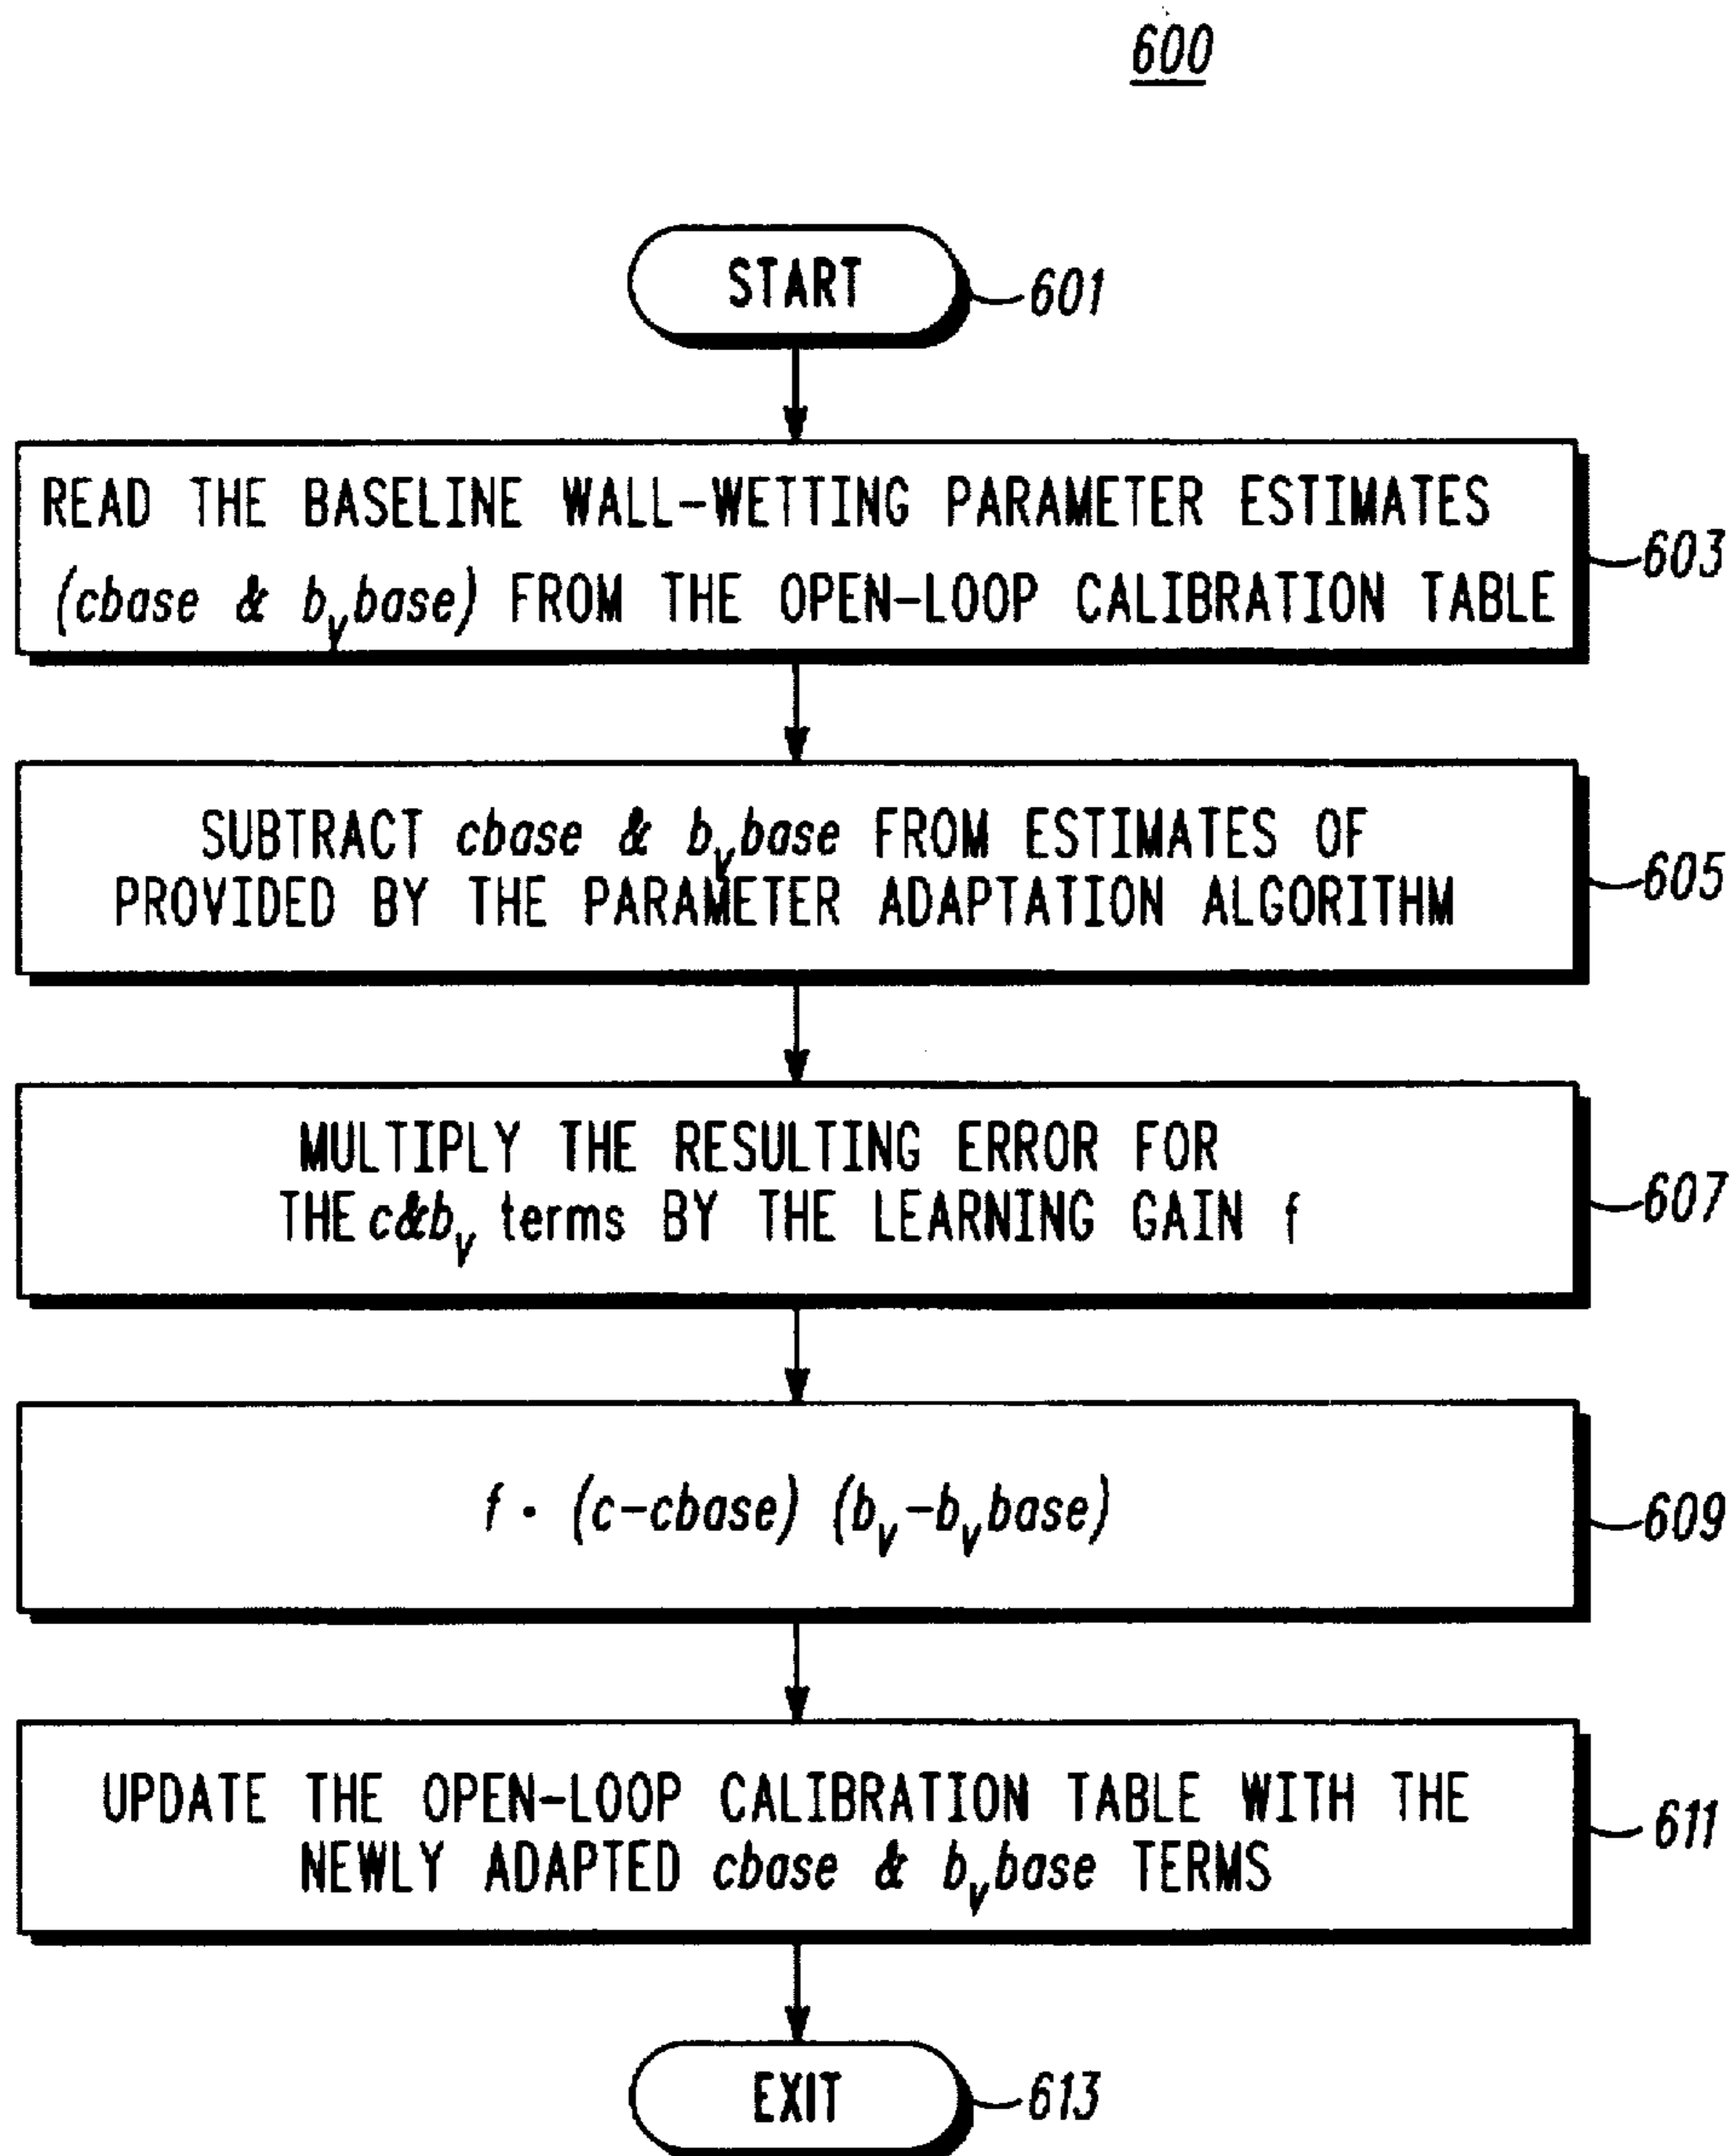 600
START
601
READ THE BASELINE WALL-WETTING PARAMETER ESTIMATES
(cbase & bᵥbase) FROM THE OPEN-LOOP CALIBRATION TABLE
603
SUBTRACT cbase & bᵥbase FROM ESTIMATES OF
PROVIDED BY THE PARAMETER ADAPTATION ALGORITHM
605
MULTIPLY THE RESULTING ERROR FOR
THE c&bᵥ terms BY THE LEARNING GAIN f
607
f · (c-cbase) (bᵥ-bᵥbase)
609
UPDATE THE OPEN-LOOP CALIBRATION TABLE WITH THE
NEWLY ADAPTED cbase & bᵥbase TERMS
611
EXIT
613